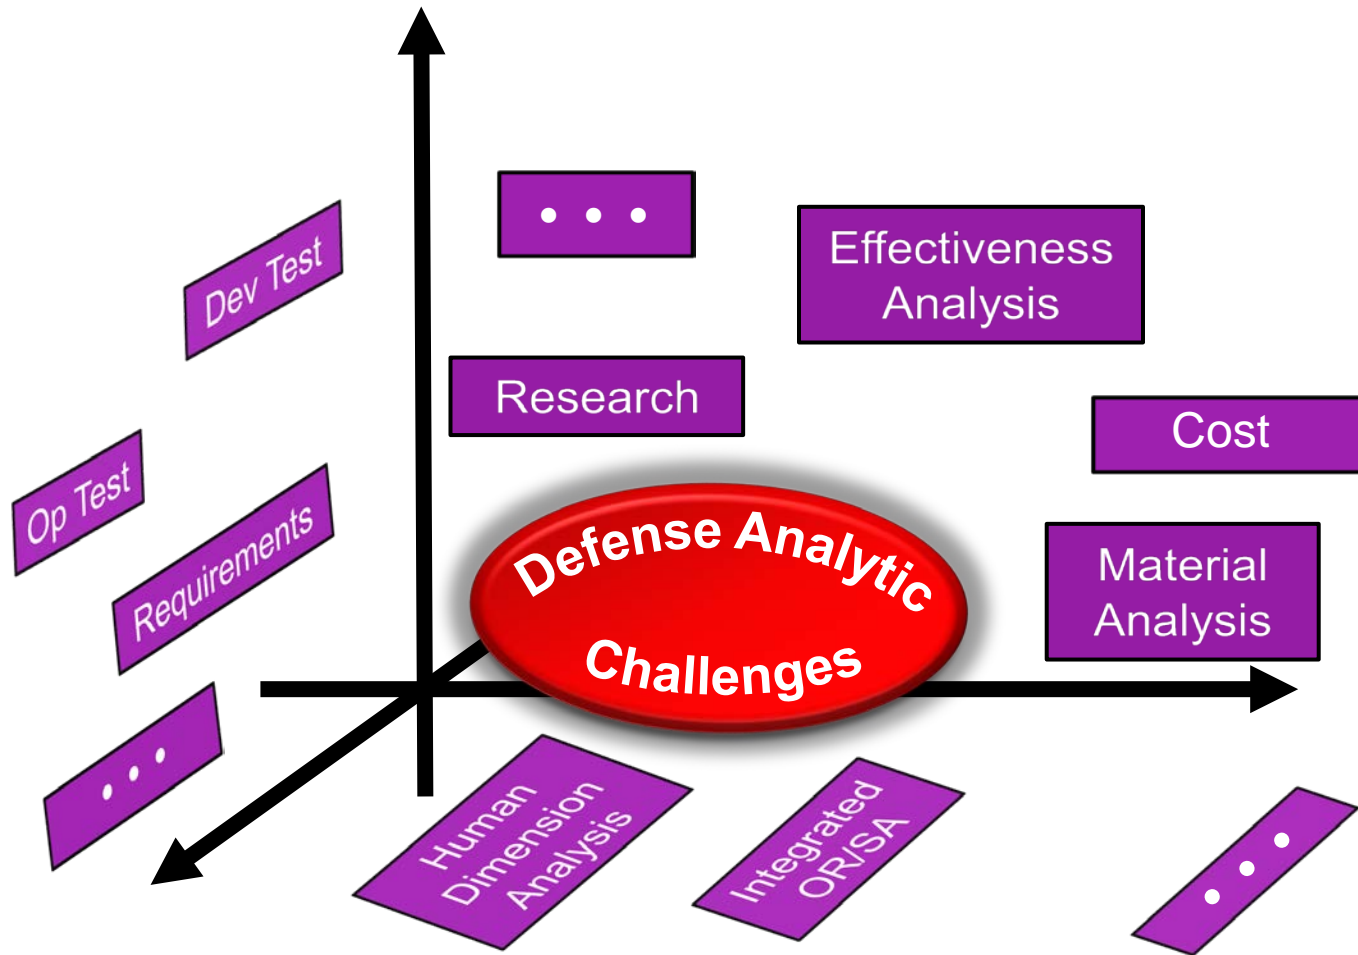 • • •
Effectiveness
Analysis
Dev Test
Research
Cost
Op Test
Requirements
Defense Analytic
Challenges
Material
Analysis
• • •
Human
Dimension
Analysis
Integrated
OR/SA
• • •